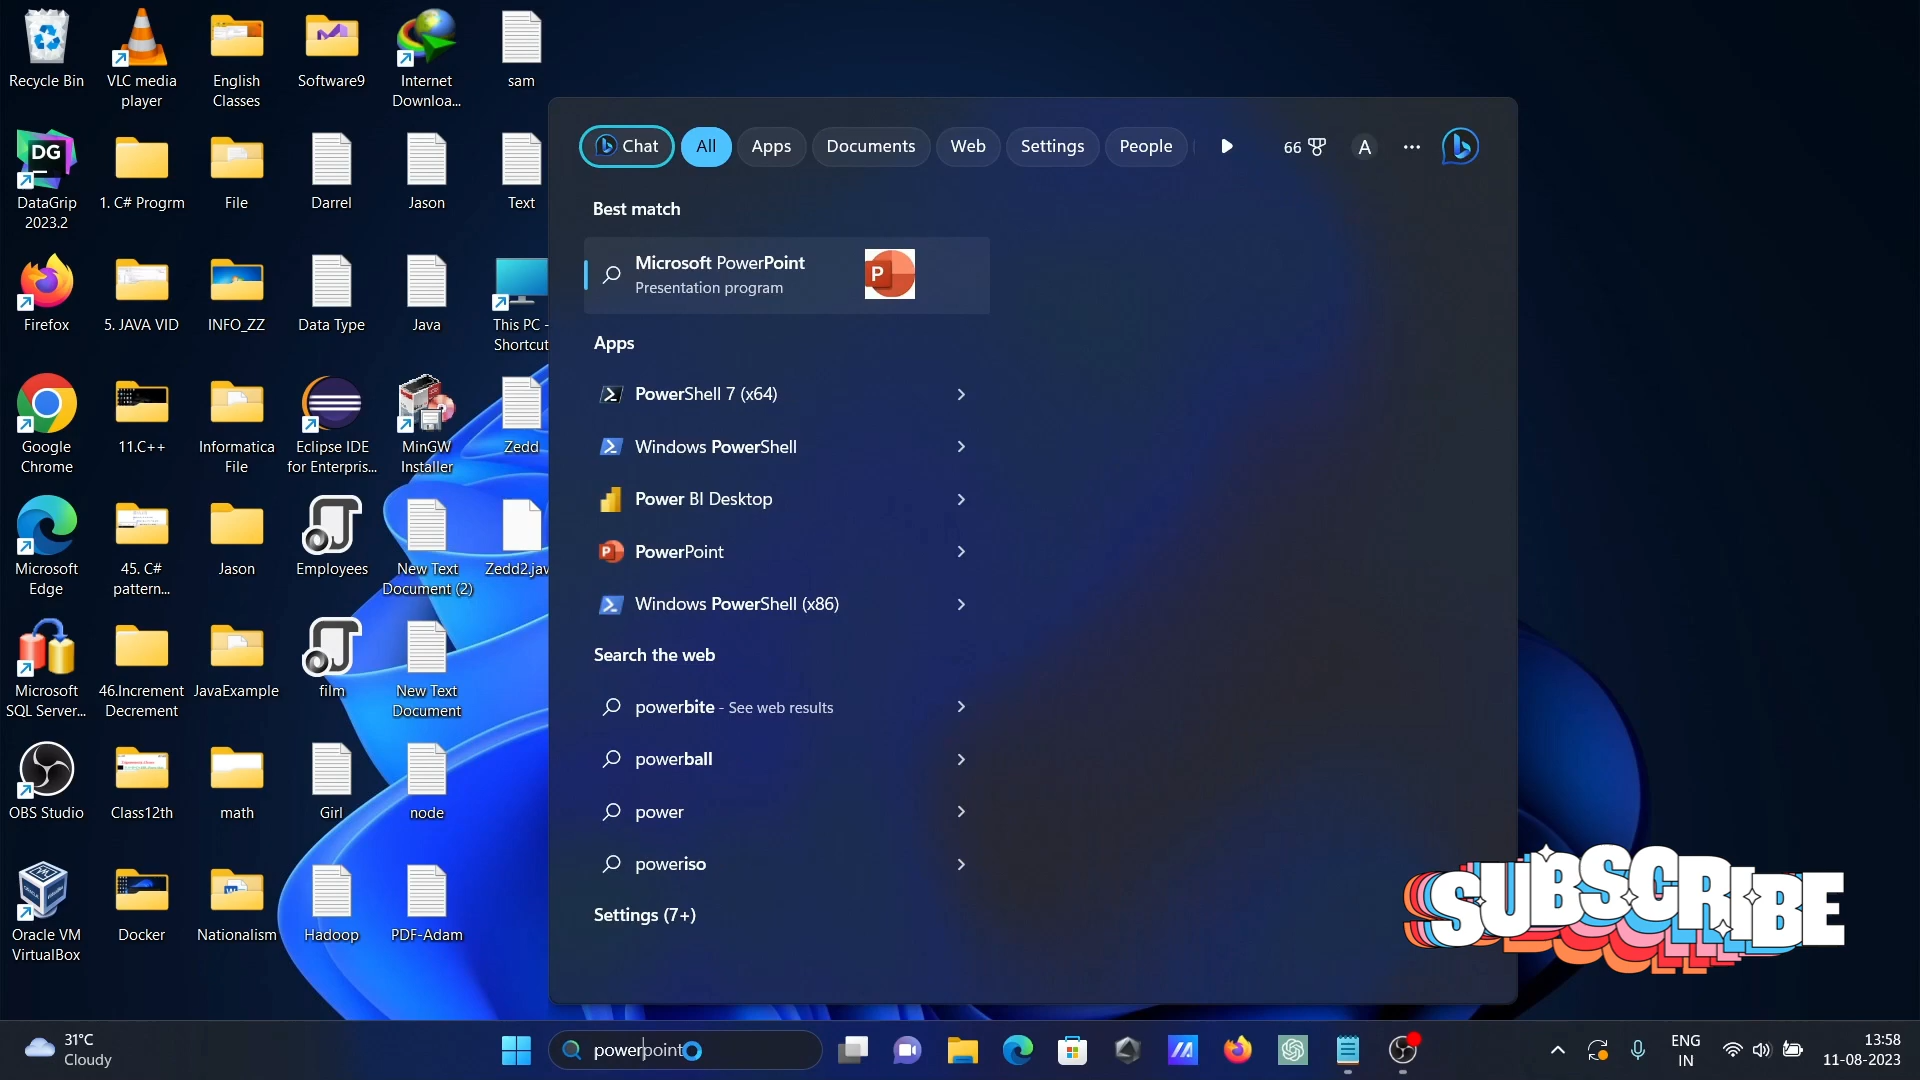 Recycle Bin
VLC media
player
English
Classes
Software9
Internet
Downloa...
sam
DG
DataGrip
2023.2
1. C# Progrm
File
Darrel
Jason
Text
Firefox
5. JAVA VID
INFO_ZZ
Data Type
Java
This PC -
Shortcut
Google
Chrome
11.C++
Informatica
File
Eclipse IDE
for Enterpris...
MinGW
Installer
Zedd
Microsoft
Edge
45. C#
pattern...
Jason
Employees
New Text
Document (2)
Zedd2.jav
Microsoft
SQL Server...
46.Increment
Decrement
JavaExample
film
New Text
Document
OBS Studio
Class12th
math
Girl
node
Oracle VM
VirtualBox
Docker
Nationalism
Hadoop
PDF-Adam
Chat
All
Apps
Documents
Web
Settings
People
66
A
Best match
Microsoft PowerPoint
Presentation program
P
Apps
PowerShell 7 (x64)
Windows PowerShell
Power BI Desktop
PowerPoint
Windows PowerShell (x86)
Search the web
powerbite - See web results
powerball
power
poweriso
Settings (7+)
SUBSCRIBE
31°C
Cloudy
powerpoint
ENG
IN
13:58
11-08-2023